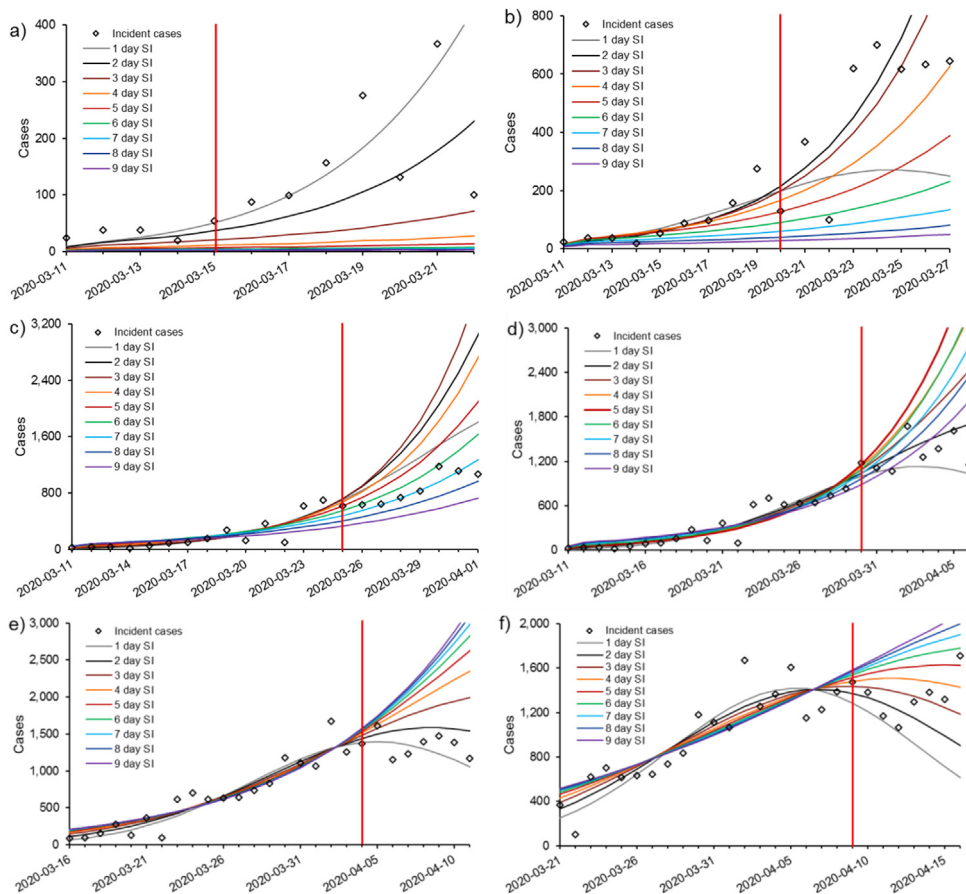 a)
400
300
200
100
0
Cases
Incident cases
1 day SI
2 day SI
3 day SI
4 day SI
5 day SI
6 day SI
7 day SI
8 day SI
9 day SI
2020-03-11
2020-03-13
2020-03-15
2020-03-17
2020-03-19
2020-03-21
b)
800
600
400
200
0
Cases
Incident cases
1 day SI
2 day SI
3 day SI
4 day SI
5 day SI
6 day SI
7 day SI
8 day SI
9 day SI
2020-03-11
2020-03-13
2020-03-15
2020-03-17
2020-03-19
2020-03-21
2020-03-23
2020-03-25
2020-03-27
c)
3,200
2,400
1,600
800
0
Cases
Incident cases
1 day SI
2 day SI
3 day SI
4 day SI
5 day SI
6 day SI
7 day SI
8 day SI
9 day SI
2020-03-11
2020-03-14
2020-03-17
2020-03-20
2020-03-23
2020-03-26
2020-03-29
2020-04-01
d)
3,000
2,400
1,800
1,200
600
0
Cases
Incident cases
1 day SI
2 day SI
3 day SI
4 day SI
5 day SI
6 day SI
7 day SI
8 day SI
9 day SI
2020-03-11
2020-03-16
2020-03-21
2020-03-26
2020-03-31
2020-04-05
e)
3,000
2,500
2,000
1,500
1,000
500
0
Cases
Incident cases
1 day SI
2 day SI
3 day SI
4 day SI
5 day SI
6 day SI
7 day SI
8 day SI
9 day SI
2020-03-16
2020-03-21
2020-03-26
2020-03-31
2020-04-05
2020-04-10
f)
2,000
1,600
1,200
800
400
0
Cases
Incident cases
1 day SI
2 day SI
3 day SI
4 day SI
5 day SI
6 day SI
7 day SI
8 day SI
9 day SI
2020-03-21
2020-03-26
2020-03-31
2020-04-05
2020-04-10
2020-04-15